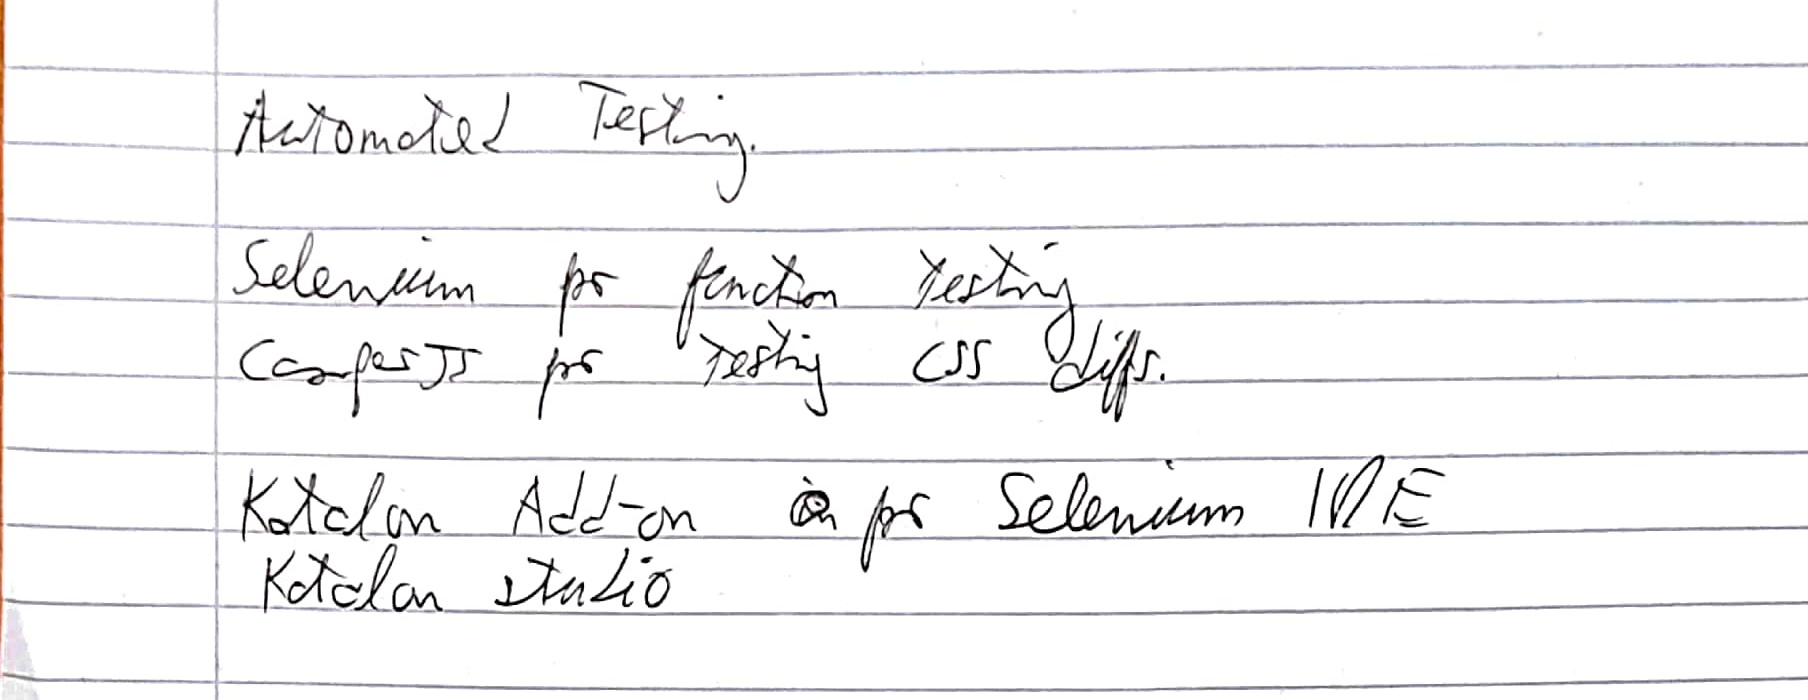 Automated Testing.
Selenium for function testing
CasperJS for testing CSS diffs.
Katalon Add-on for Selenium IDE
Katalon studio